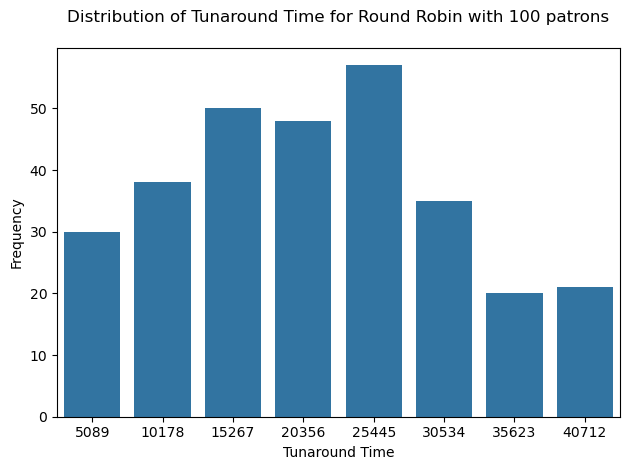 Distribution of Tunaround Time for Round Robin with 100 patrons
Frequency
50
40
30
20
10
0
5089 10178 15267 20356 25445 30534 35623 40712
Tunaround Time